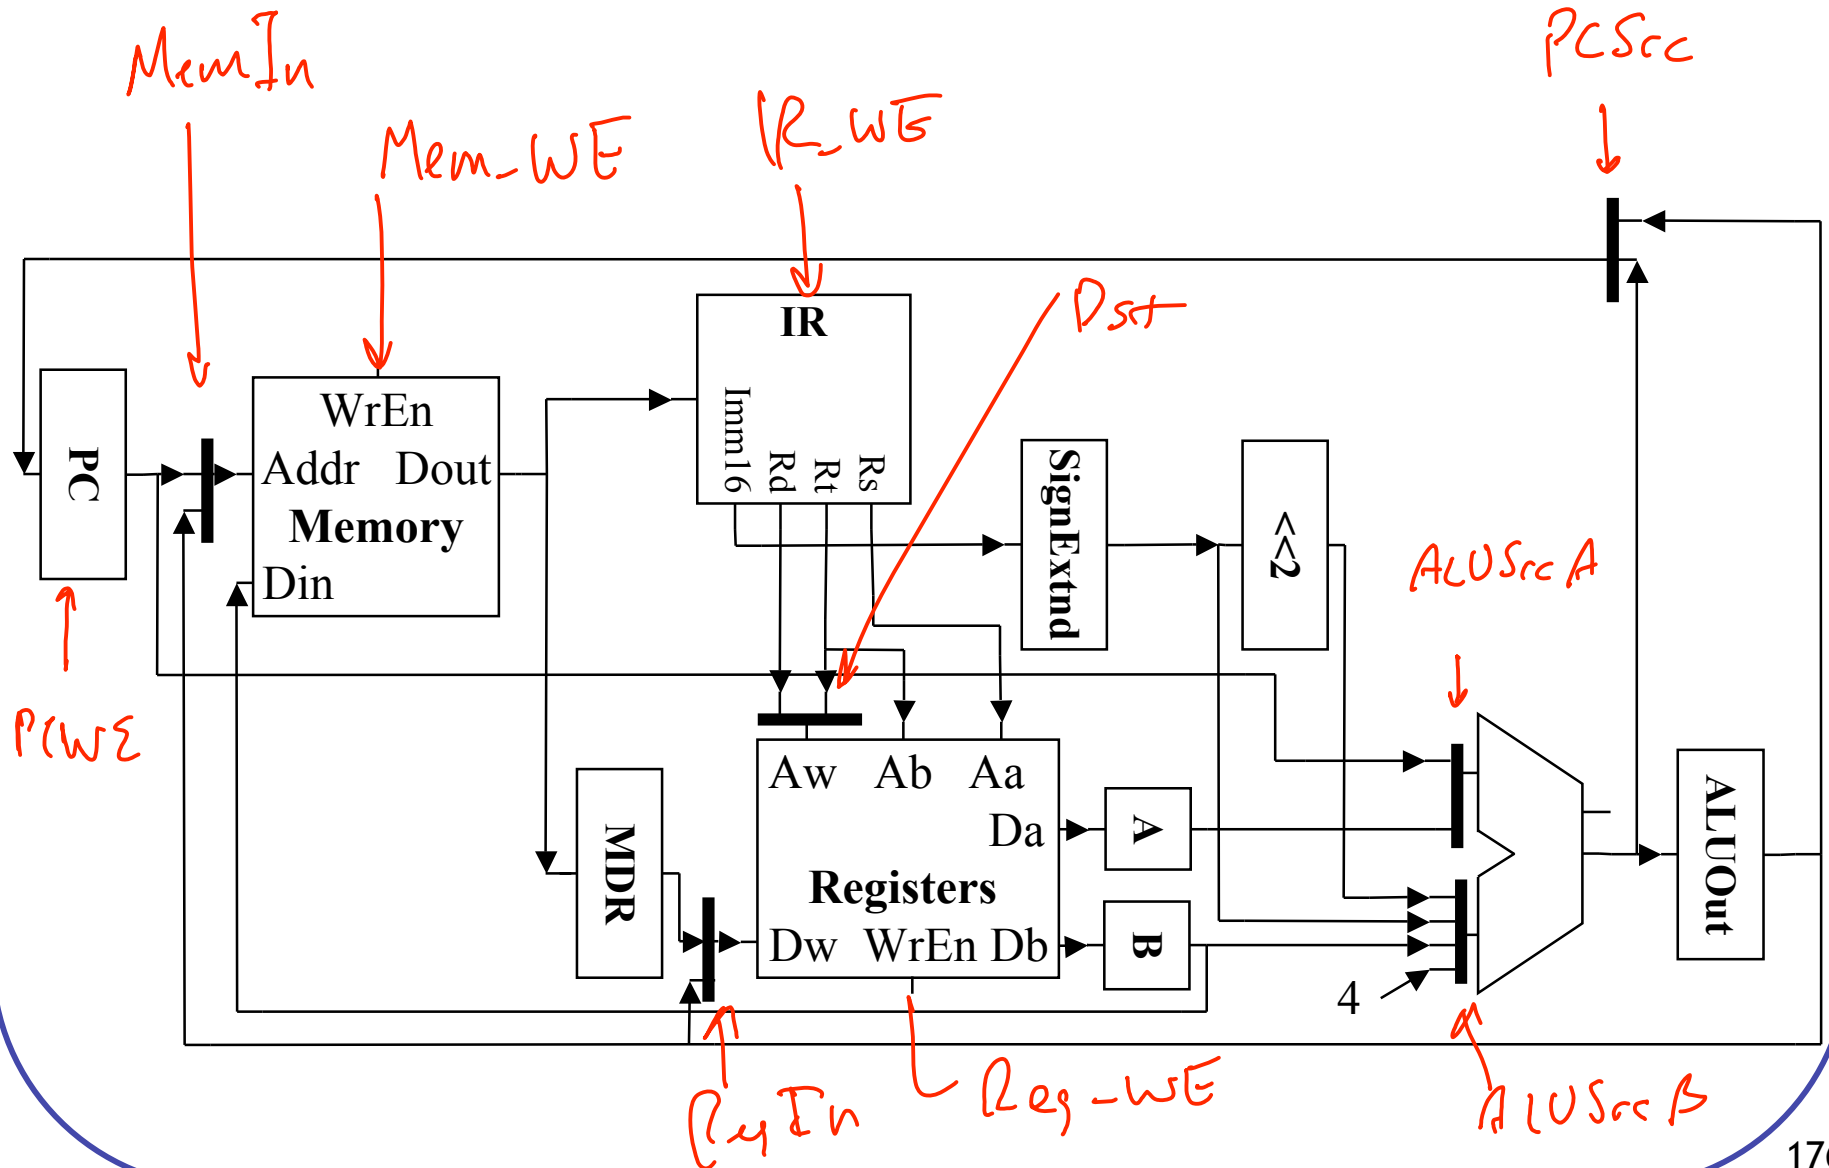 MemIn
PCSrc
Mem_WE
IR_WE
IR
Dst
WrEn
Addr Dout
Memory
Din
PC
Imm16
Rd
Rt
Rs
SignExtnd
<<2
ALUSrcA
PCWE
MDR
Aw Ab Aa
Da
Registers
Dw WrEn Db
A
B
4
ALUOut
RegIn
Reg_WE
ALUSrcB